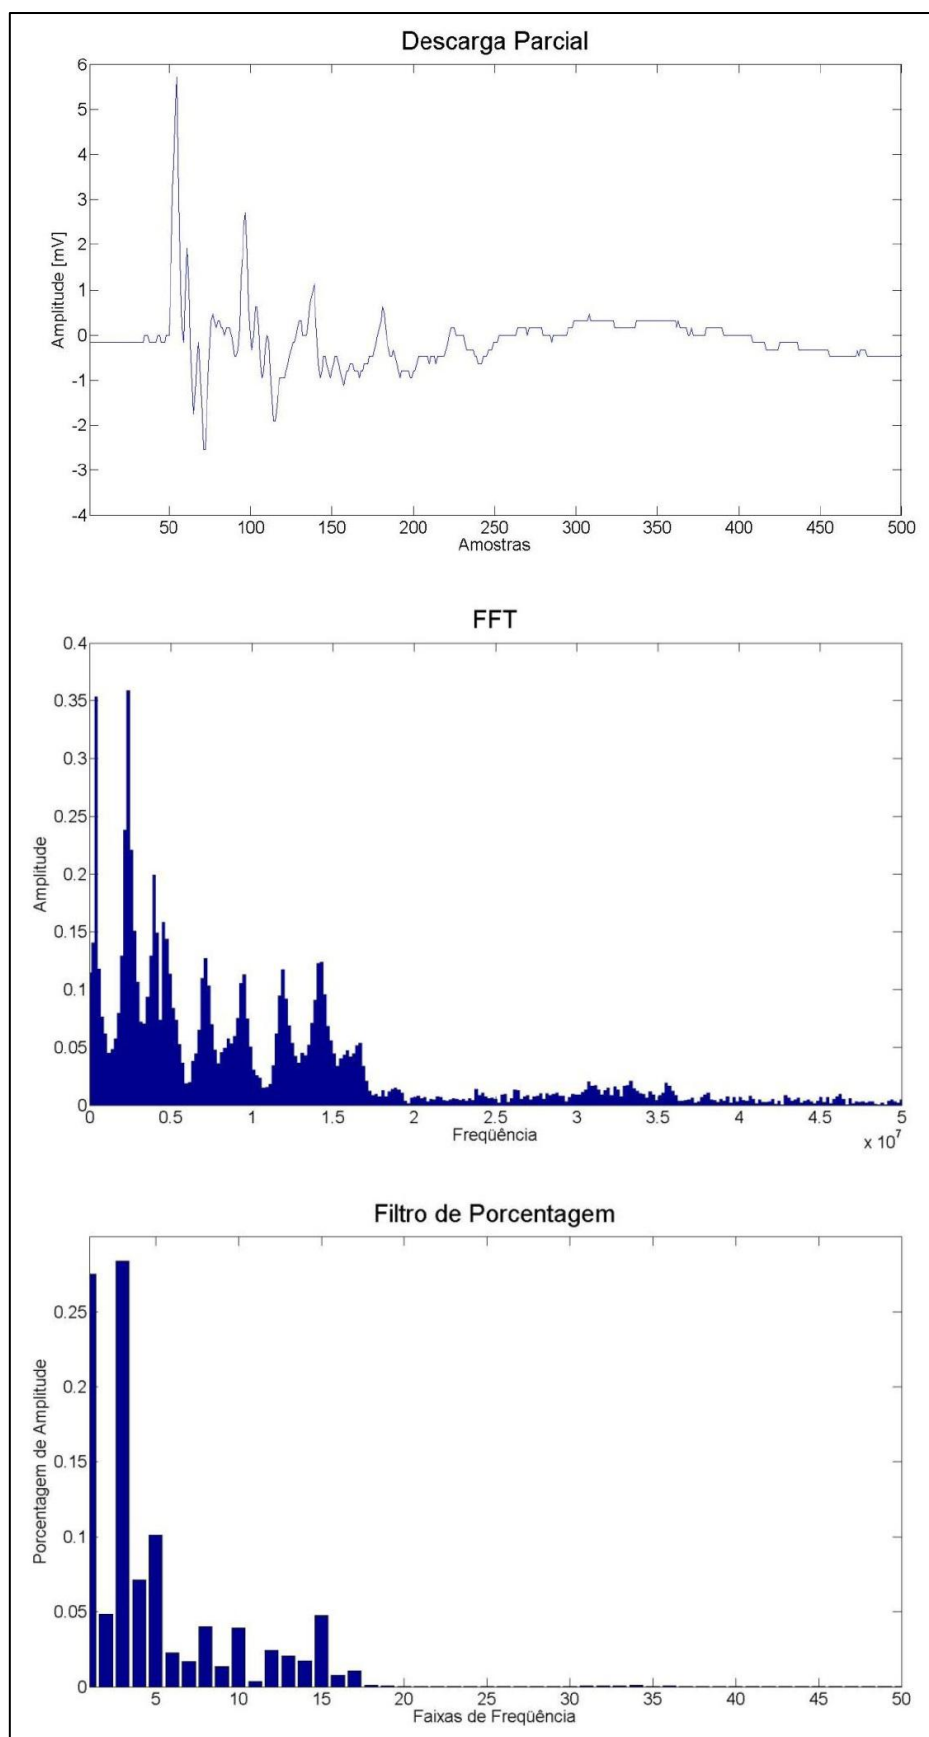 Descarga Parcial
6
5
4
3
2
1
0
-1
-2
-3
-4
Amplitude [mV]
50 100 150 200 250 300 350 400 450 500
Amostras
FFT
0.4
0.35
0.3
0.25
0.2
0.15
0.1
0.05
0
Amplitude
0 0.5 1 1.5 2 2.5 3 3.5 4 4.5 5
Freqüência
x 10^7
Filtro de Porcentagem
0.25
0.2
0.15
0.1
0.05
0
Porcentagem de Amplitude
5 10 15 20 25 30 35 40 45 50
Faixas de Freqüência